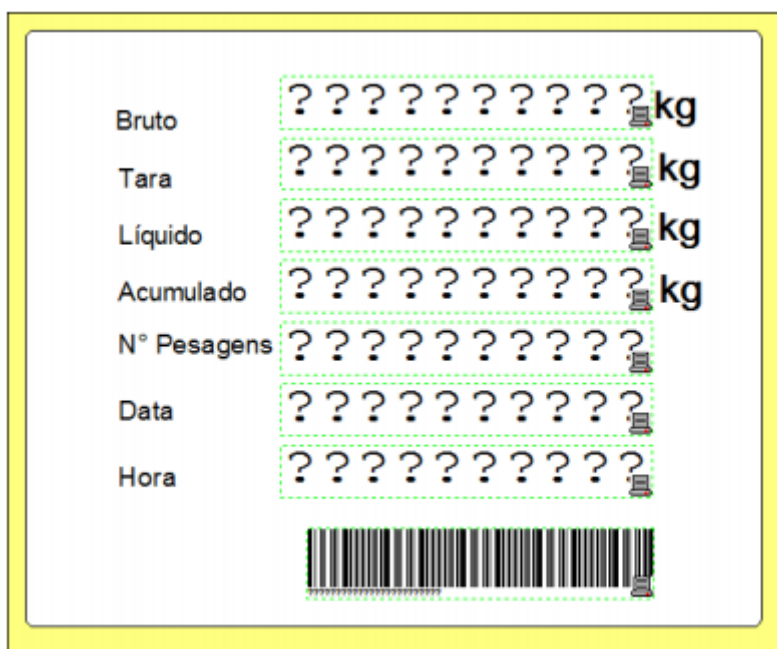 Bruto ? ? ? ? ? ? ? ? ? ? kg
Tara ? ? ? ? ? ? ? ? ? ? kg
Líquido ? ? ? ? ? ? ? ? ? ? kg
Acumulado ? ? ? ? ? ? ? ? ? ? kg
N° Pesagens ? ? ? ? ? ? ? ? ? ?
Data ? ? ? ? ? ? ? ? ? ?
Hora ? ? ? ? ? ? ? ? ? ?